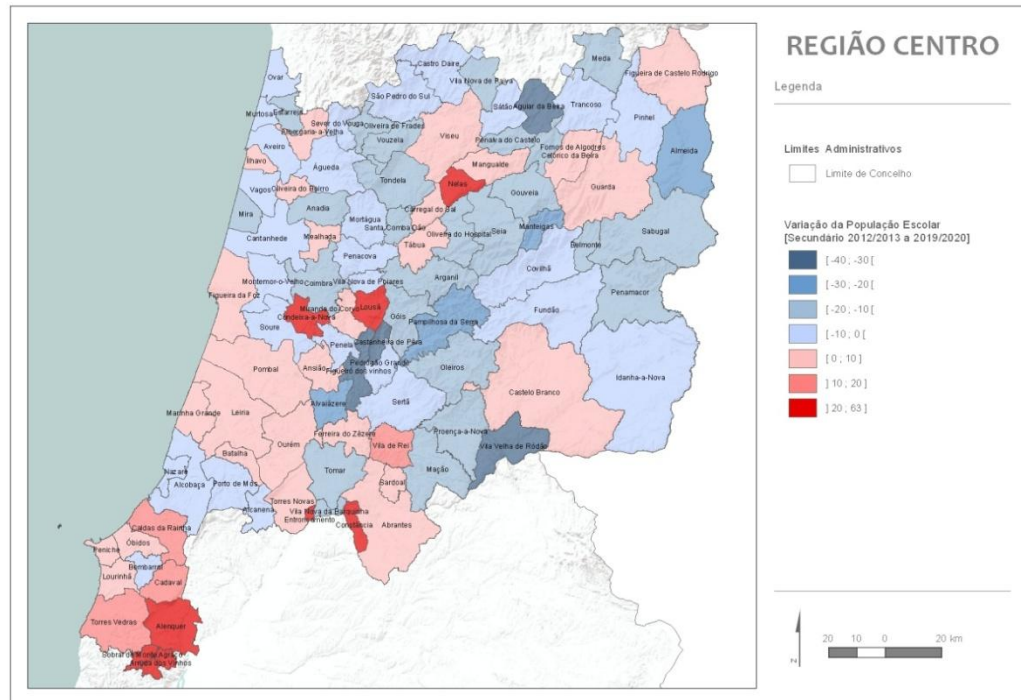 REGIÃO CENTRO
Legenda
Limites Administrativos
Limite de Concelho
Variação da População Escolar
[Secundário 2012/2013 a 2019/2020]
[ -40 ; -30 [
[ -30 ; -20 [
[ -20 ; -10 [
[ -10 ; 0 [
[ 0 ; 10 ]
] 10 ; 20 ]
] 20 ; 63 ]
N
20 10 0 20 km
Ovar
Castro Daire
Meda
Figueira de Castelo Rodrigo
Vila Nova de Paiva
São Pedro do Sul
Sátão
Aguiar da Beira
Trancoso
Pinhel
Murtosa
Estarreja
Sever do Vouga
Albergaria-a-Velha
Oliveira de Frades
Viseu
Vouzela
Penalva do Castelo
Fornos de Algodres
Celorico da Beira
Almeida
Aveiro
Ílhavo
Águeda
Mangualde
Tondela
Nelas
Guarda
Vagos
Oliveira do Bairro
Gouveia
Anadia
Carregal do Sal
Mira
Mortágua
Santa Comba Dão
Oliveira do Hospital
Seia
Manteigas
Sabugal
Cantanhede
Mealhada
Tábua
Belmonte
Penacova
Covilhã
Montemor-o-Velho
Coimbra
Vila Nova de Poiares
Arganil
Penamacor
Figueira da Foz
Miranda do Corvo
Lousã
Condeixa-a-Nova
Góis
Pampilhosa da Serra
Fundão
Soure
Castanheira de Pêra
Penela
Pedrógão Grande
Ansião
Figueiró dos Vinhos
Oleiros
Pombal
Castelo Branco
Idanha-a-Nova
Alvaiázere
Sertã
Marinha Grande
Leiria
Ferreira do Zêzere
Proença-a-Nova
Ourém
Vila de Rei
Vila Velha de Ródão
Batalha
Tomar
Mação
Nazaré
Sardoal
Alcobaça
Porto de Mós
Torres Novas
Alcanena
Vila Nova da Barquinha
Entroncamento
Constância
Abrantes
Caldas da Rainha
Óbidos
Peniche
Bombarral
Lourinhã
Cadaval
Torres Vedras
Alenquer
Sobral de Monte Agraço
Arruda dos Vinhos